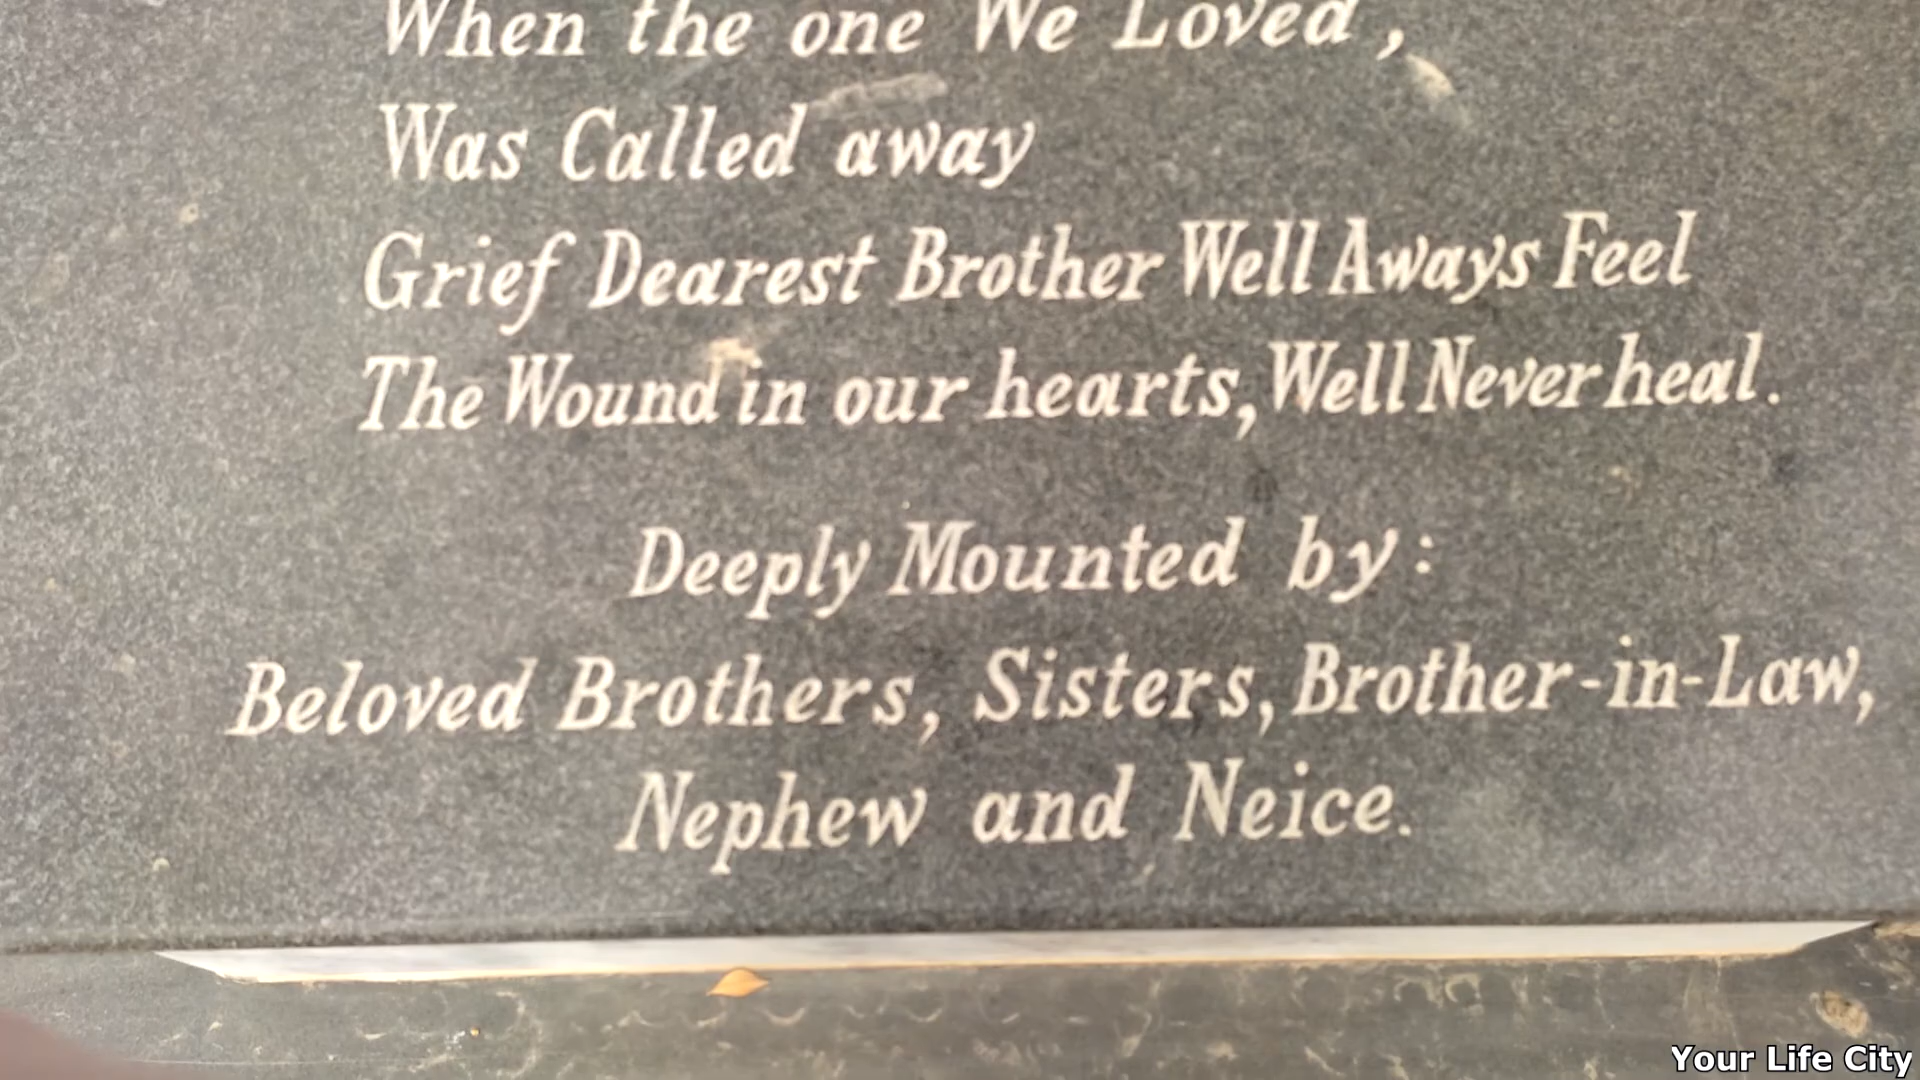 When the one We Loved ,
Was Called away
Grief Dearest Brother Well Aways Feel
The Wound in our hearts, Well Never heal.
Deeply Mounted by :
Beloved Brothers, Sisters, Brother-in-Law,
Nephew and Neice.
Your Life City